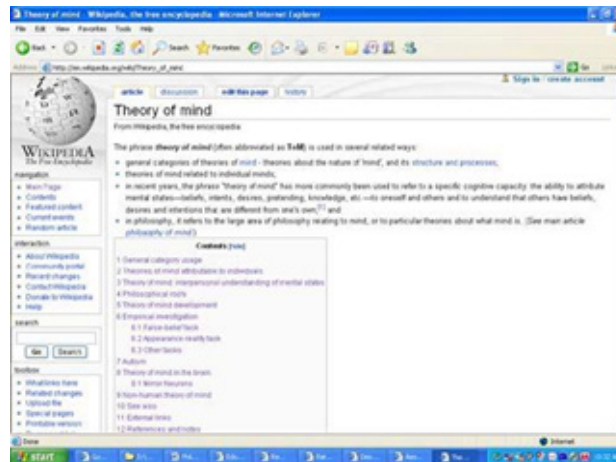 Theory of mind - Wikipedia, the free encyclopedia - Microsoft Internet Explorer
File Edit View Favorites Tools Help
Back Search Favorites
Address http://en.wikipedia.org/wiki/Theory_of_mind Go
Sign in / create account
article discussion edit this page history
Theory of mind
From Wikipedia, the free encyclopedia
The phrase theory of mind (often abbreviated as ToM) is used in several related ways:
general categories of theories of mind - theories about the nature of 'mind', and its structure and processes;
theories of mind related to individual minds;
in recent years, the phrase "theory of mind" has more commonly been used to refer to a specific cognitive capacity: the ability to attribute
mental states—beliefs, intents, desires, pretending, knowledge, etc.—to oneself and others and to understand that others have beliefs,
desires and intentions that are different from one's own;[1] and
in philosophy, it refers to the large area of philosophy relating to mind, or to particular theories about what mind is. (See main article
philosophy of mind)
Contents [hide]
1 General category usage
2 Theories of mind attributable to individuals
3 Theory of mind: interpersonal understanding of mental states
4 Philosophical roots
5 Theory of mind development
6 Empirical investigation
6.1 False-belief task
6.2 Appearance-reality task
6.3 Other tasks
7 Autism
8 Theory of mind in the brain
8.1 Mirror Neurons
9 Non-human theory of mind
10 See also
11 External links
12 References and notes
WIKIPEDIA
The Free Encyclopedia
navigation
Main Page
Contents
Featured content
Current events
Random article
interaction
About Wikipedia
Community portal
Recent changes
Contact Wikipedia
Donate to Wikipedia
Help
search
Go Search
toolbox
What links here
Related changes
Upload file
Special pages
Printable version
Done Internet
start